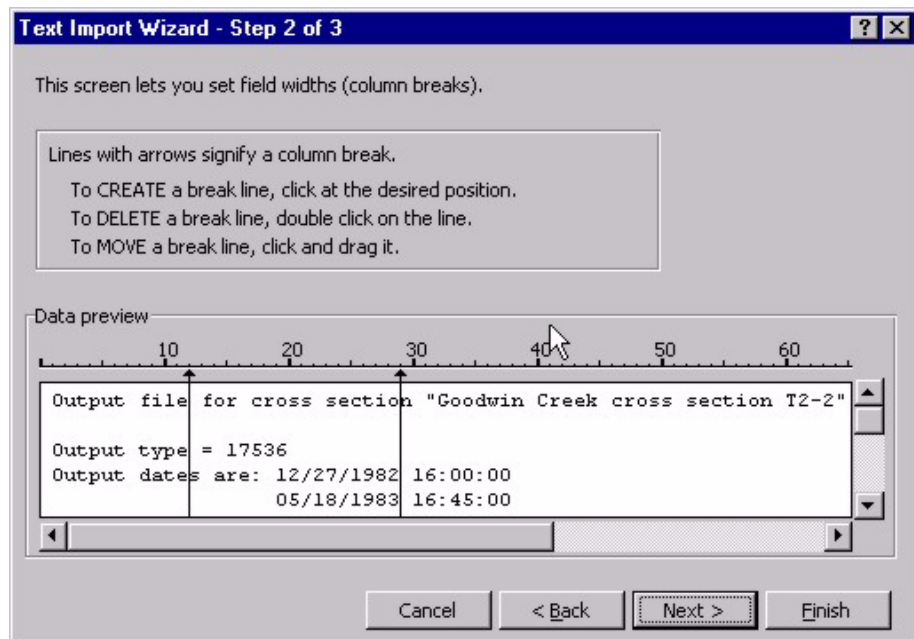 Text Import Wizard - Step 2 of 3
This screen lets you set field widths (column breaks).
Lines with arrows signify a column break.
To CREATE a break line, click at the desired position.
To DELETE a break line, double click on the line.
To MOVE a break line, click and drag it.
Data preview
10 20 30 40 50 60
Output file for cross section "Goodwin Creek cross section T2-2"
Output type = 17536
Output dates are: 12/27/1982 16:00:00
05/18/1983 16:45:00
Cancel < Back Next > Finish